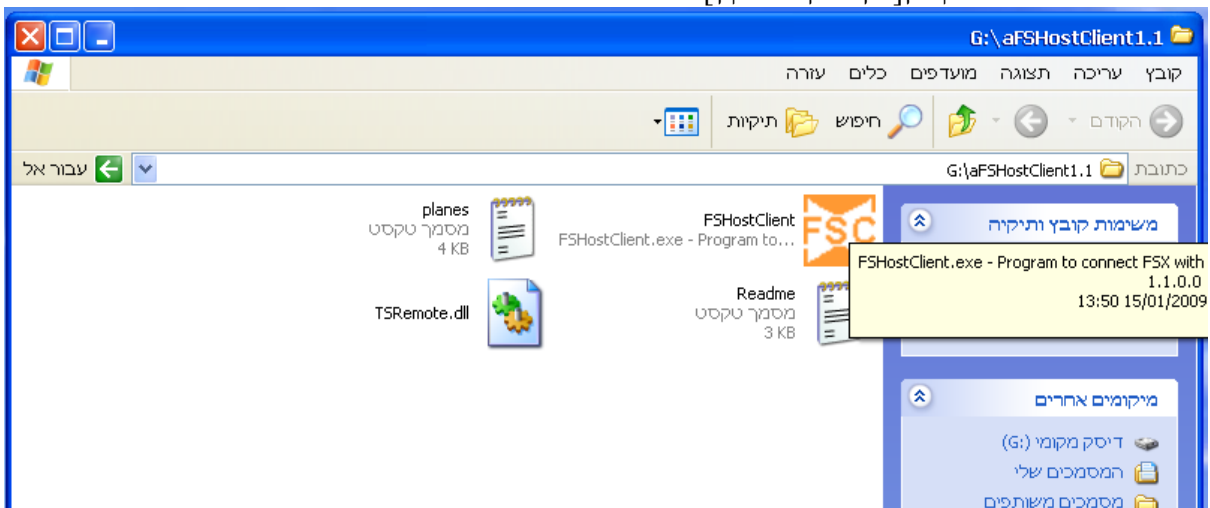 G:\aFSHostClient1.1
קובץ עריכה תצוגה מועדפים כלים עזרה
הקודם חיפוש תיקיות
כתובת G:\aFSHostClient1.1 עבור אל
משימות קובץ ותיקיה
FSC
FSHostClient
FSHostClient.exe - Program to...
planes
מסמך טקסט
4 KB
FSHostClient.exe - Program to connect FSX with
1.1.0.0
13:50 15/01/2009
Readme
מסמך טקסט
3 KB
TSRemote.dll
מיקומים אחרים
דיסק מקומי (G:)
המסמכים שלי
מסמכים משותפים